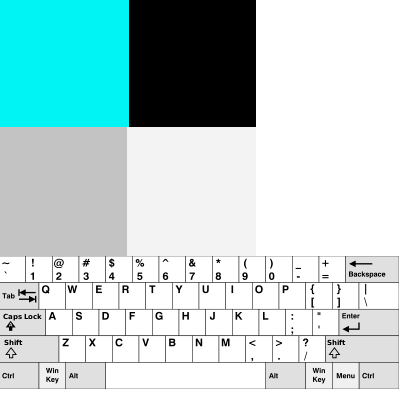 ~ ! @ # $ % ^ & * ( ) _ +
` 1 2 3 4 5 6 7 8 9 0 - = Backspace
Tab Q W E R T Y U I O P { } |
[ ] \
Caps Lock A S D F G H J K L : " Enter
; '
Shift Z X C V B N M < > ? Shift
, . /
Ctrl Win Key Alt Alt Win Key Menu Ctrl